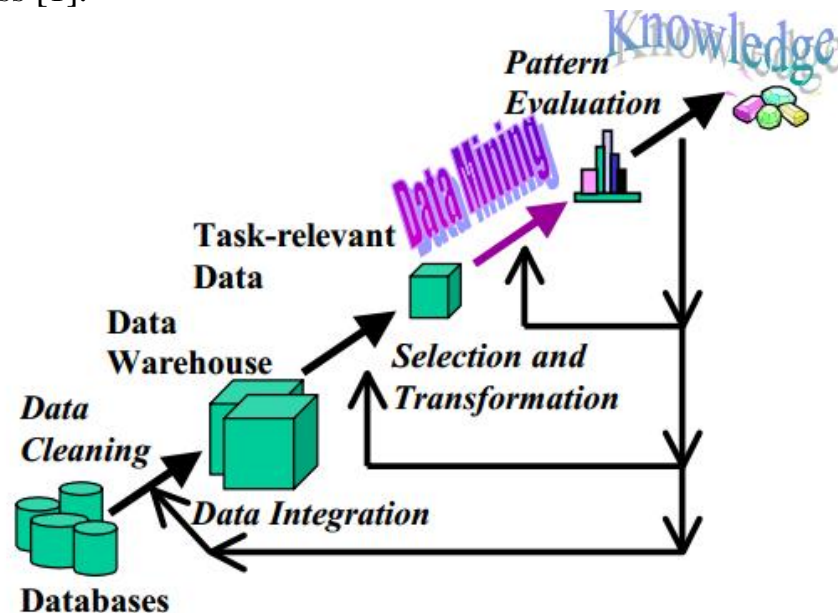 ss [1].
Knowledge
Pattern
Evaluation
Data Mining
Task-relevant
Data
Data
Warehouse
Selection and
Transformation
Data
Cleaning
Data Integration
Databases